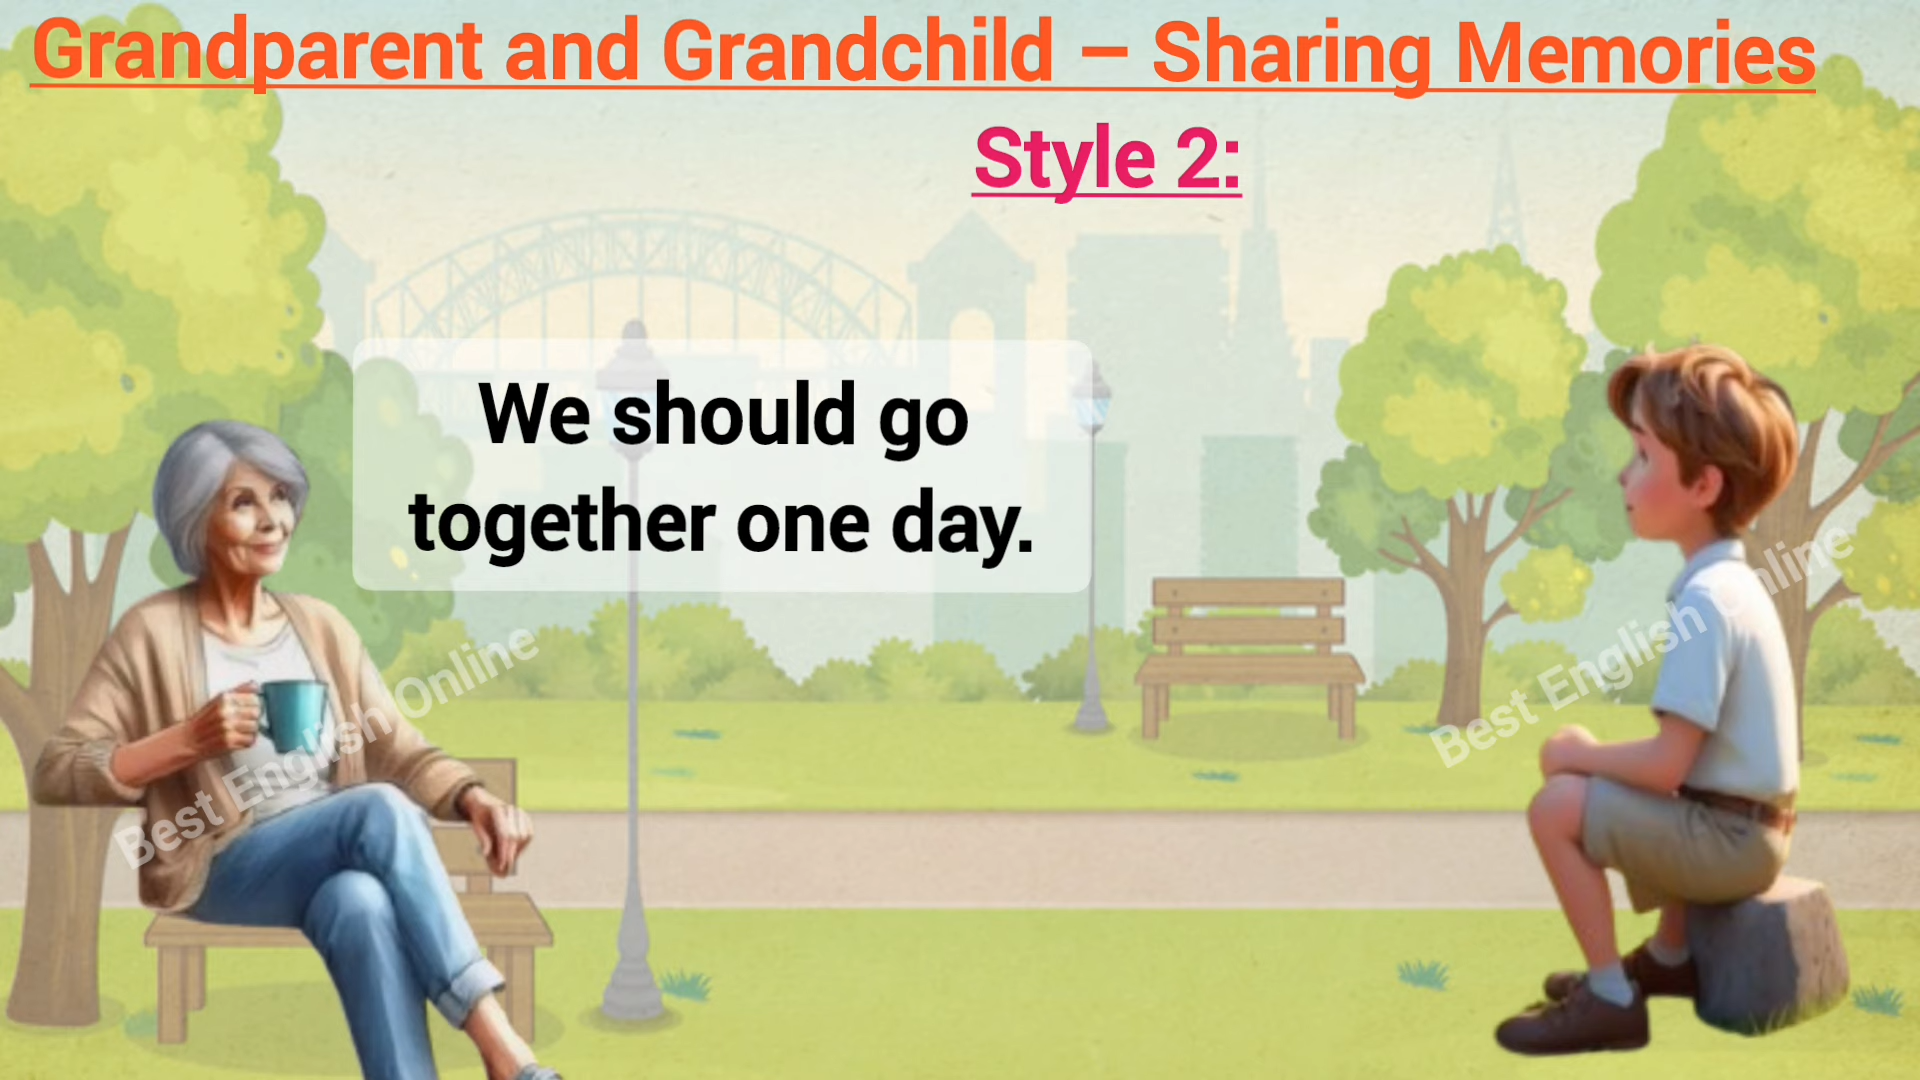 Grandparent and Grandchild – Sharing Memories
Style 2:
We should go
together one day.
Best English Online
Best English Online